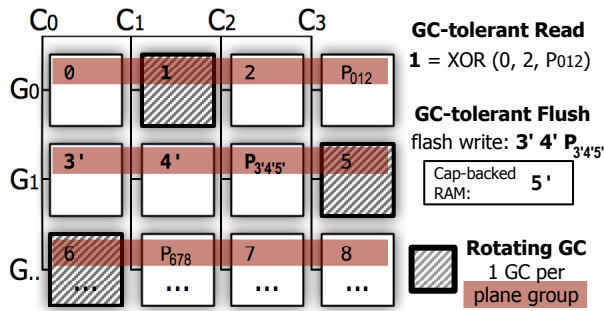 C0 C1 C2 C3
G0 0 1 2 P012
G1 3' 4' P3'4'5' 5
G.. 6 P678 7 8
... ... ... ...
GC-tolerant Read
1 = XOR (0, 2, P012)
GC-tolerant Flush
flash write: 3' 4' P3'4'5'
Cap-backed
RAM: 5'
Rotating GC
1 GC per
plane group